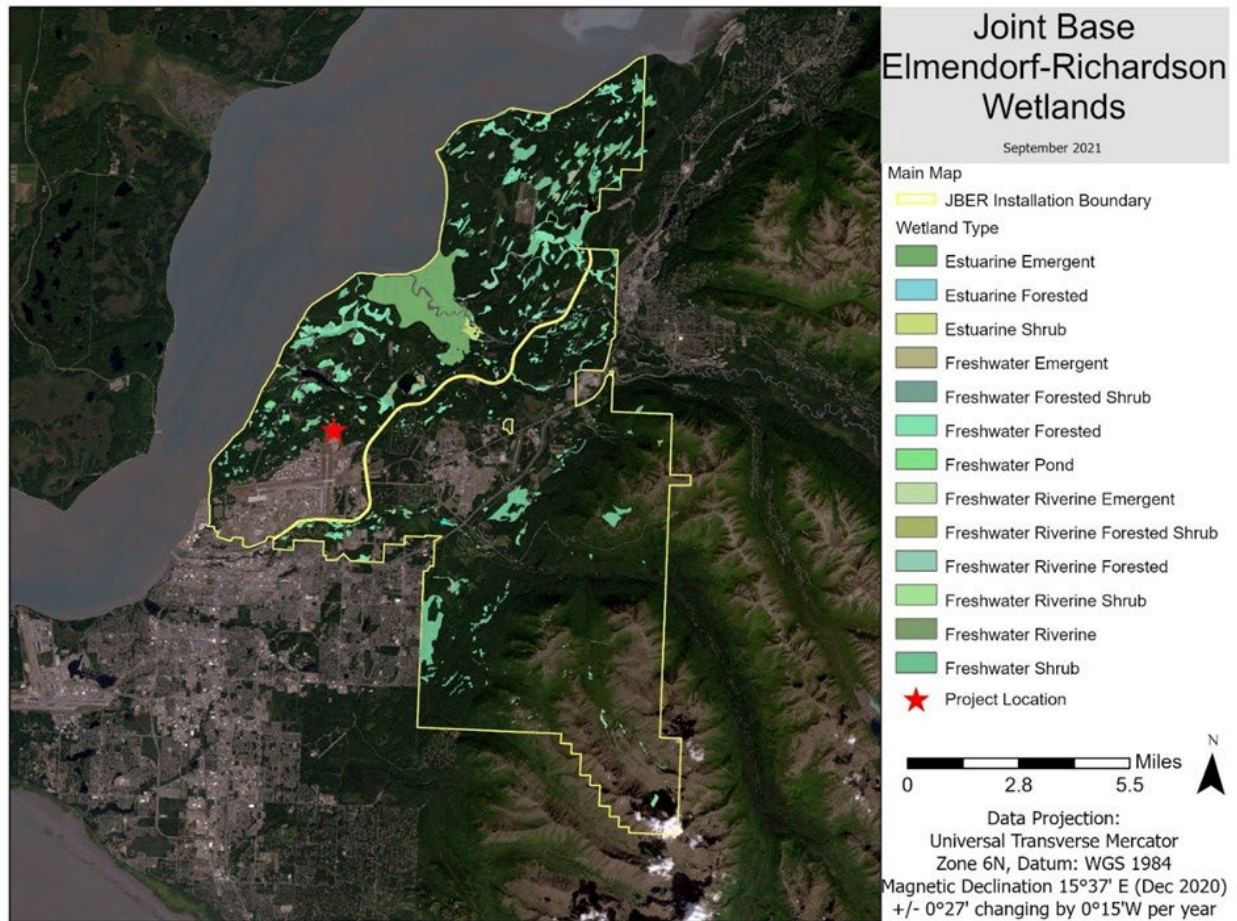 Joint Base
Elmendorf-Richardson
Wetlands
September 2021
Main Map
JBER Installation Boundary
Wetland Type
Estuarine Emergent
Estuarine Forested
Estuarine Shrub
Freshwater Emergent
Freshwater Forested Shrub
Freshwater Forested
Freshwater Pond
Freshwater Riverine Emergent
Freshwater Riverine Forested Shrub
Freshwater Riverine Forested
Freshwater Riverine Shrub
Freshwater Riverine
Freshwater Shrub
Project Location
N
Miles
0 2.8 5.5
Data Projection:
Universal Transverse Mercator
Zone 6N, Datum: WGS 1984
Magnetic Declination 15°37' E (Dec 2020)
+/- 0°27' changing by 0°15'W per year